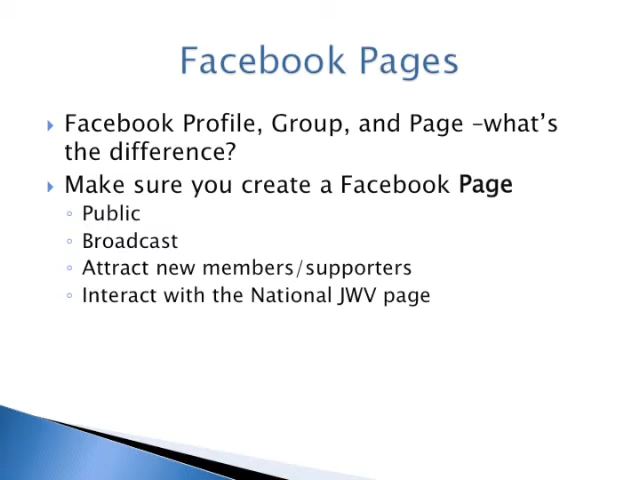 Facebook Pages
Facebook Profile, Group, and Page –what's
the difference?
Make sure you create a Facebook Page
Public
Broadcast
Attract new members/supporters
Interact with the National JWV page